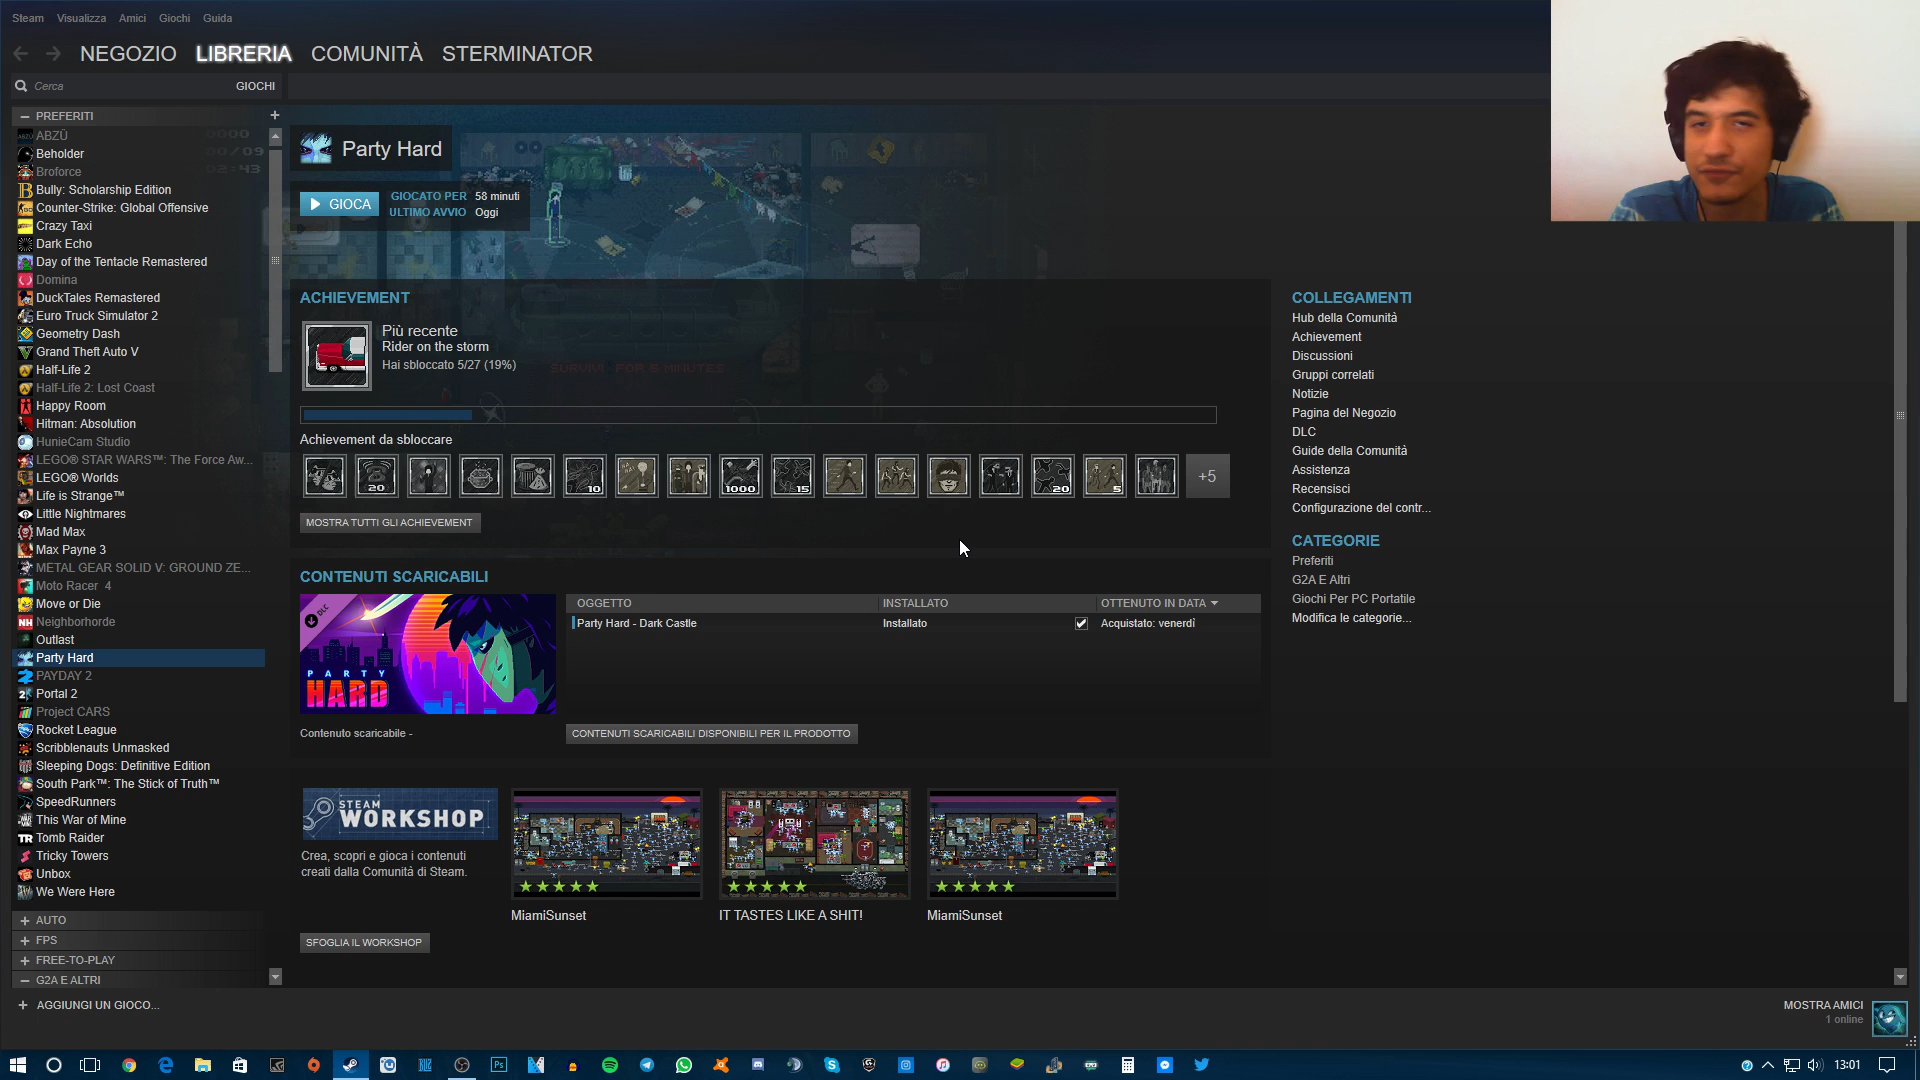 Steam Visualizza Amici Giochi Guida
NEGOZIO LIBRERIA COMUNITÀ STERMINATOR
Cerca GIOCHI
PREFERITI
ABZÛ
Beholder
Broforce
Bully: Scholarship Edition
Counter-Strike: Global Offensive
Crazy Taxi
Dark Echo
Day of the Tentacle Remastered
Domina
DuckTales Remastered
Euro Truck Simulator 2
Geometry Dash
Grand Theft Auto V
Half-Life 2
Half-Life 2: Lost Coast
Happy Room
Hitman: Absolution
HunieCam Studio
LEGO® STAR WARS™: The Force Aw...
LEGO® Worlds
Life is Strange™
Little Nightmares
Mad Max
Max Payne 3
METAL GEAR SOLID V: GROUND ZE...
Moto Racer 4
Move or Die
Neighborhorde
Outlast
Party Hard
PAYDAY 2
Portal 2
Project CARS
Rocket League
Scribblenauts Unmasked
Sleeping Dogs: Definitive Edition
South Park™: The Stick of Truth™
SpeedRunners
This War of Mine
Tomb Raider
Tricky Towers
Unbox
We Were Here
AUTO
FPS
FREE-TO-PLAY
G2A E ALTRI
AGGIUNGI UN GIOCO...
Party Hard
GIOCA
GIOCATO PER 58 minuti
ULTIMO AVVIO Oggi
ACHIEVEMENT
Più recente
Rider on the storm
Hai sbloccato 5/27 (19%)
SURVIVE FOR 5 MINUTES
Achievement da sbloccare
20 10 1000 15 20 5 +5
MOSTRA TUTTI GLI ACHIEVEMENT
CONTENUTI SCARICABILI
DLC
PARTY
HARD
Contenuto scaricabile -
OGGETTO INSTALLATO OTTENUTO IN DATA
Party Hard - Dark Castle Installato Acquistato: venerdì
CONTENUTI SCARICABILI DISPONIBILI PER IL PRODOTTO
STEAM
WORKSHOP
Crea, scopri e gioca i contenuti
creati dalla Comunità di Steam.
SFOGLIA IL WORKSHOP
MiamiSunset
IT TASTES LIKE A SHIT!
MiamiSunset
COLLEGAMENTI
Hub della Comunità
Achievement
Discussioni
Gruppi correlati
Notizie
Pagina del Negozio
DLC
Guide della Comunità
Assistenza
Recensisci
Configurazione del contr...
CATEGORIE
Preferiti
G2A E Altri
Giochi Per PC Portatile
Modifica le categorie...
MOSTRA AMICI
1 online
13:01